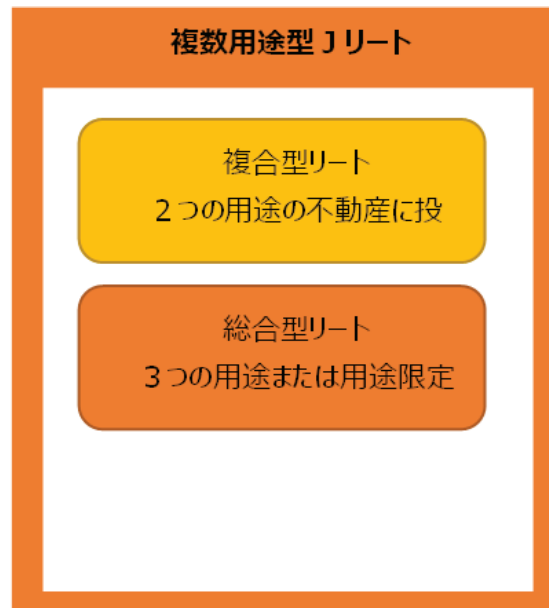 複数用途型Jリート
複合型リート
2つの用途の不動産に投
総合型リート
3つの用途または用途限定